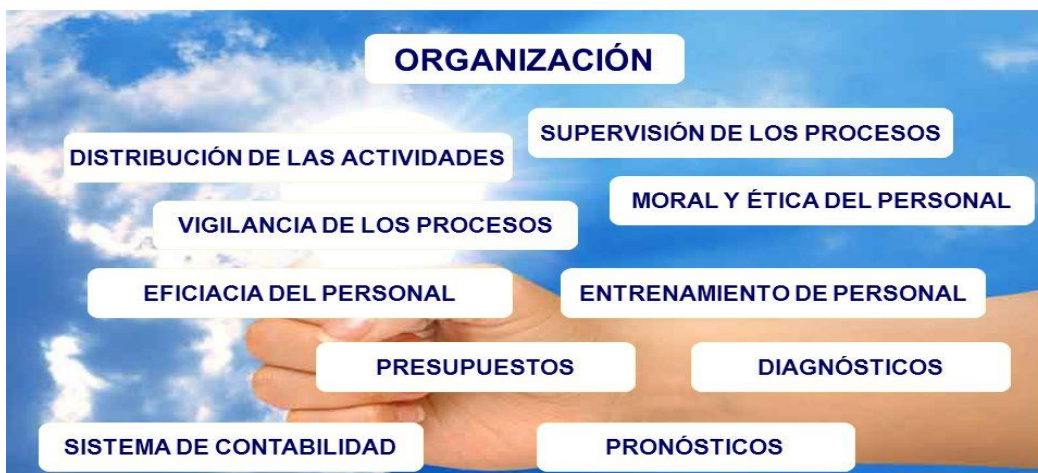 ORGANIZACIÓN
SUPERVISIÓN DE LOS PROCESOS
DISTRIBUCIÓN DE LAS ACTIVIDADES
MORAL Y ÉTICA DEL PERSONAL
VIGILANCIA DE LOS PROCESOS
EFICIACIA DEL PERSONAL
ENTRENAMIENTO DE PERSONAL
PRESUPUESTOS
DIAGNÓSTICOS
SISTEMA DE CONTABILIDAD
PRONÓSTICOS